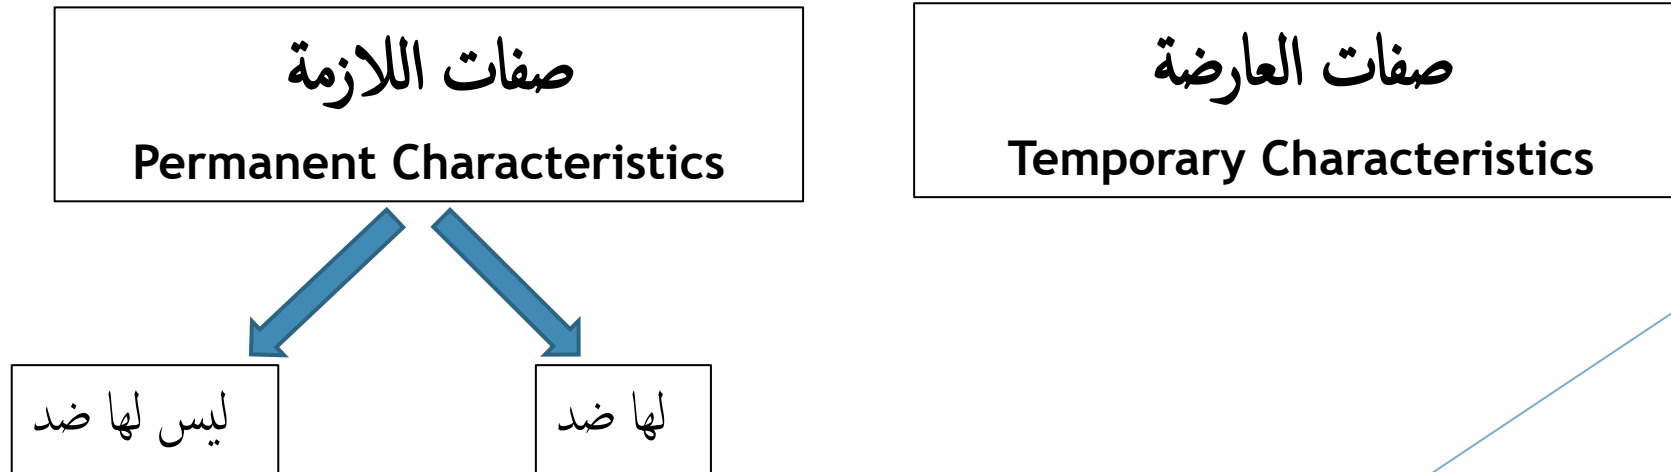 صفات اللازمة
Permanent Characteristics
صفات العارضة
Temporary Characteristics
ليس لها ضد
لها ضد